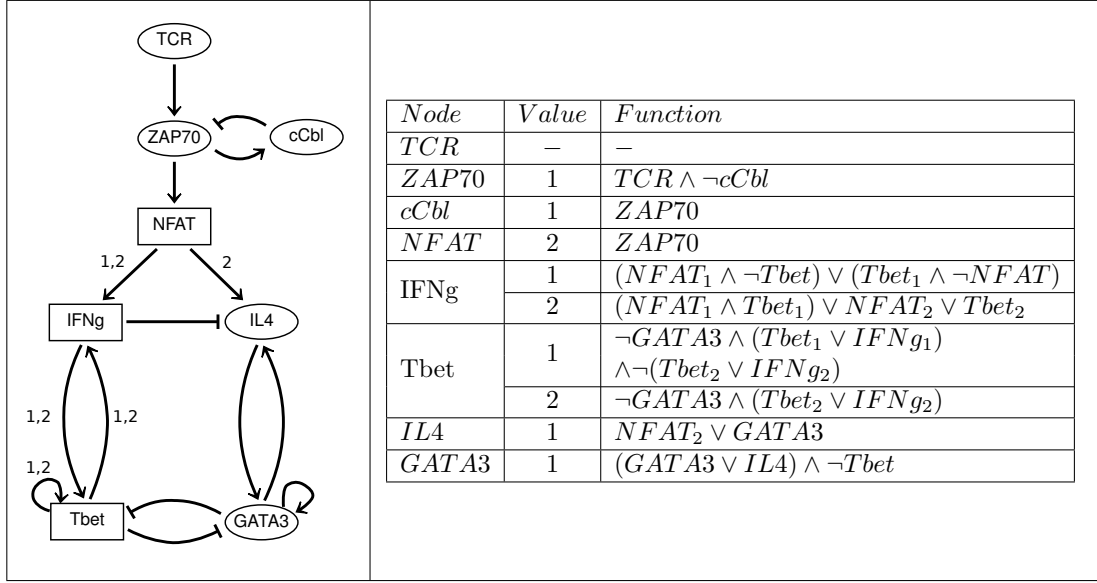 TCR
ZAP70
cCbl
NFAT
1,2
2
IFNg
IL4
1,2
1,2
1,2
Tbet
GATA3
Node Value Function
TCR − −
ZAP70 1 TCR ∧ ¬cCbl
cCbl 1 ZAP70
NFAT 2 ZAP70
IFNg 1 (NFAT₁ ∧ ¬Tbet) ∨ (Tbet₁ ∧ ¬NFAT)
2 (NFAT₁ ∧ Tbet₁) ∨ NFAT₂ ∨ Tbet₂
Tbet 1 ¬GATA3 ∧ (Tbet₁ ∨ IFNg₁)
∧¬(Tbet₂ ∨ IFNg₂)
2 ¬GATA3 ∧ (Tbet₂ ∨ IFNg₂)
IL4 1 NFAT₂ ∨ GATA3
GATA3 1 (GATA3 ∨ IL4) ∧ ¬Tbet